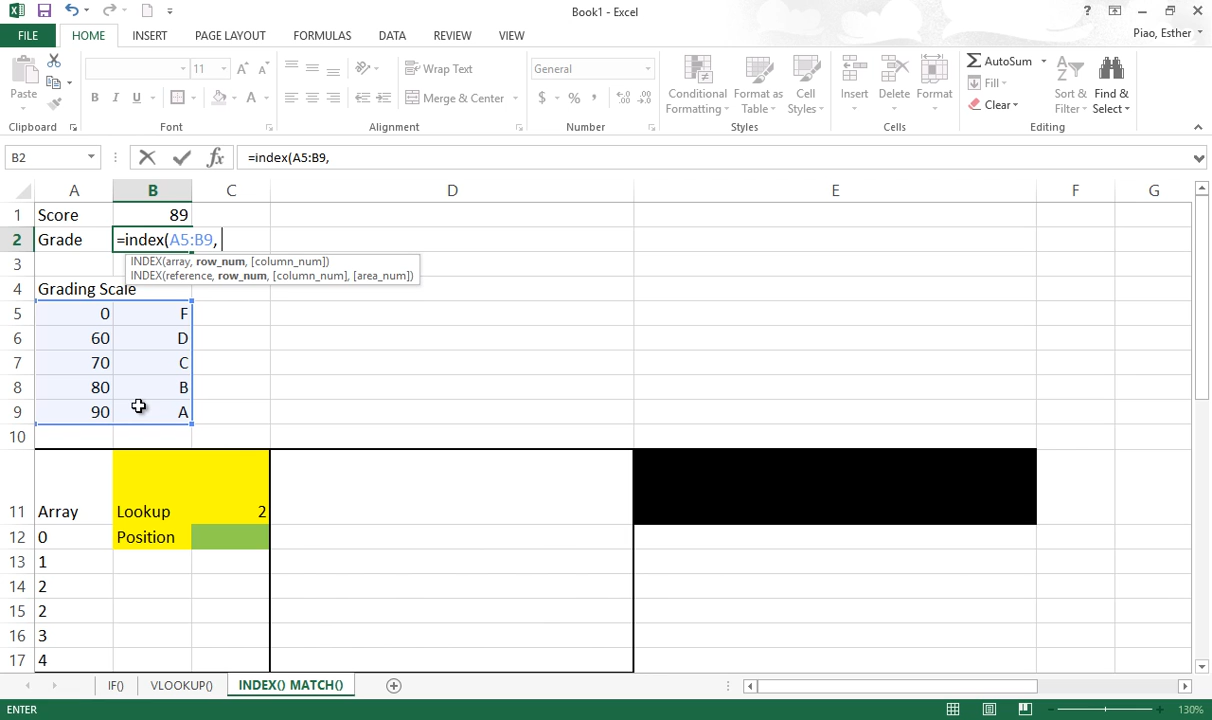 Book1 - Excel
Piao, Esther
FILE HOME INSERT PAGE LAYOUT FORMULAS DATA REVIEW VIEW
11 A A Wrap Text General AutoSum
Paste B I U A Merge & Center $ % , .0 .00 Conditional Formatting Format as Table Cell Styles Insert Delete Format Fill Clear Sort & Filter Find & Select
Clipboard Font Alignment Number Styles Cells Editing
B2 fx =index(A5:B9,
A B C D E F G
1 Score 89
2 Grade =index(A5:B9,
INDEX(array, row_num, [column_num])
3 INDEX(reference, row_num, [column_num], [area_num])
4 Grading Scale
5 0 F
6 60 D
7 70 C
8 80 B
9 90 A
10
11 Array Lookup 2
12 0 Position
13 1
14 2
15 2
16 3
17 4
IF() VLOOKUP() INDEX() MATCH()
ENTER 130%